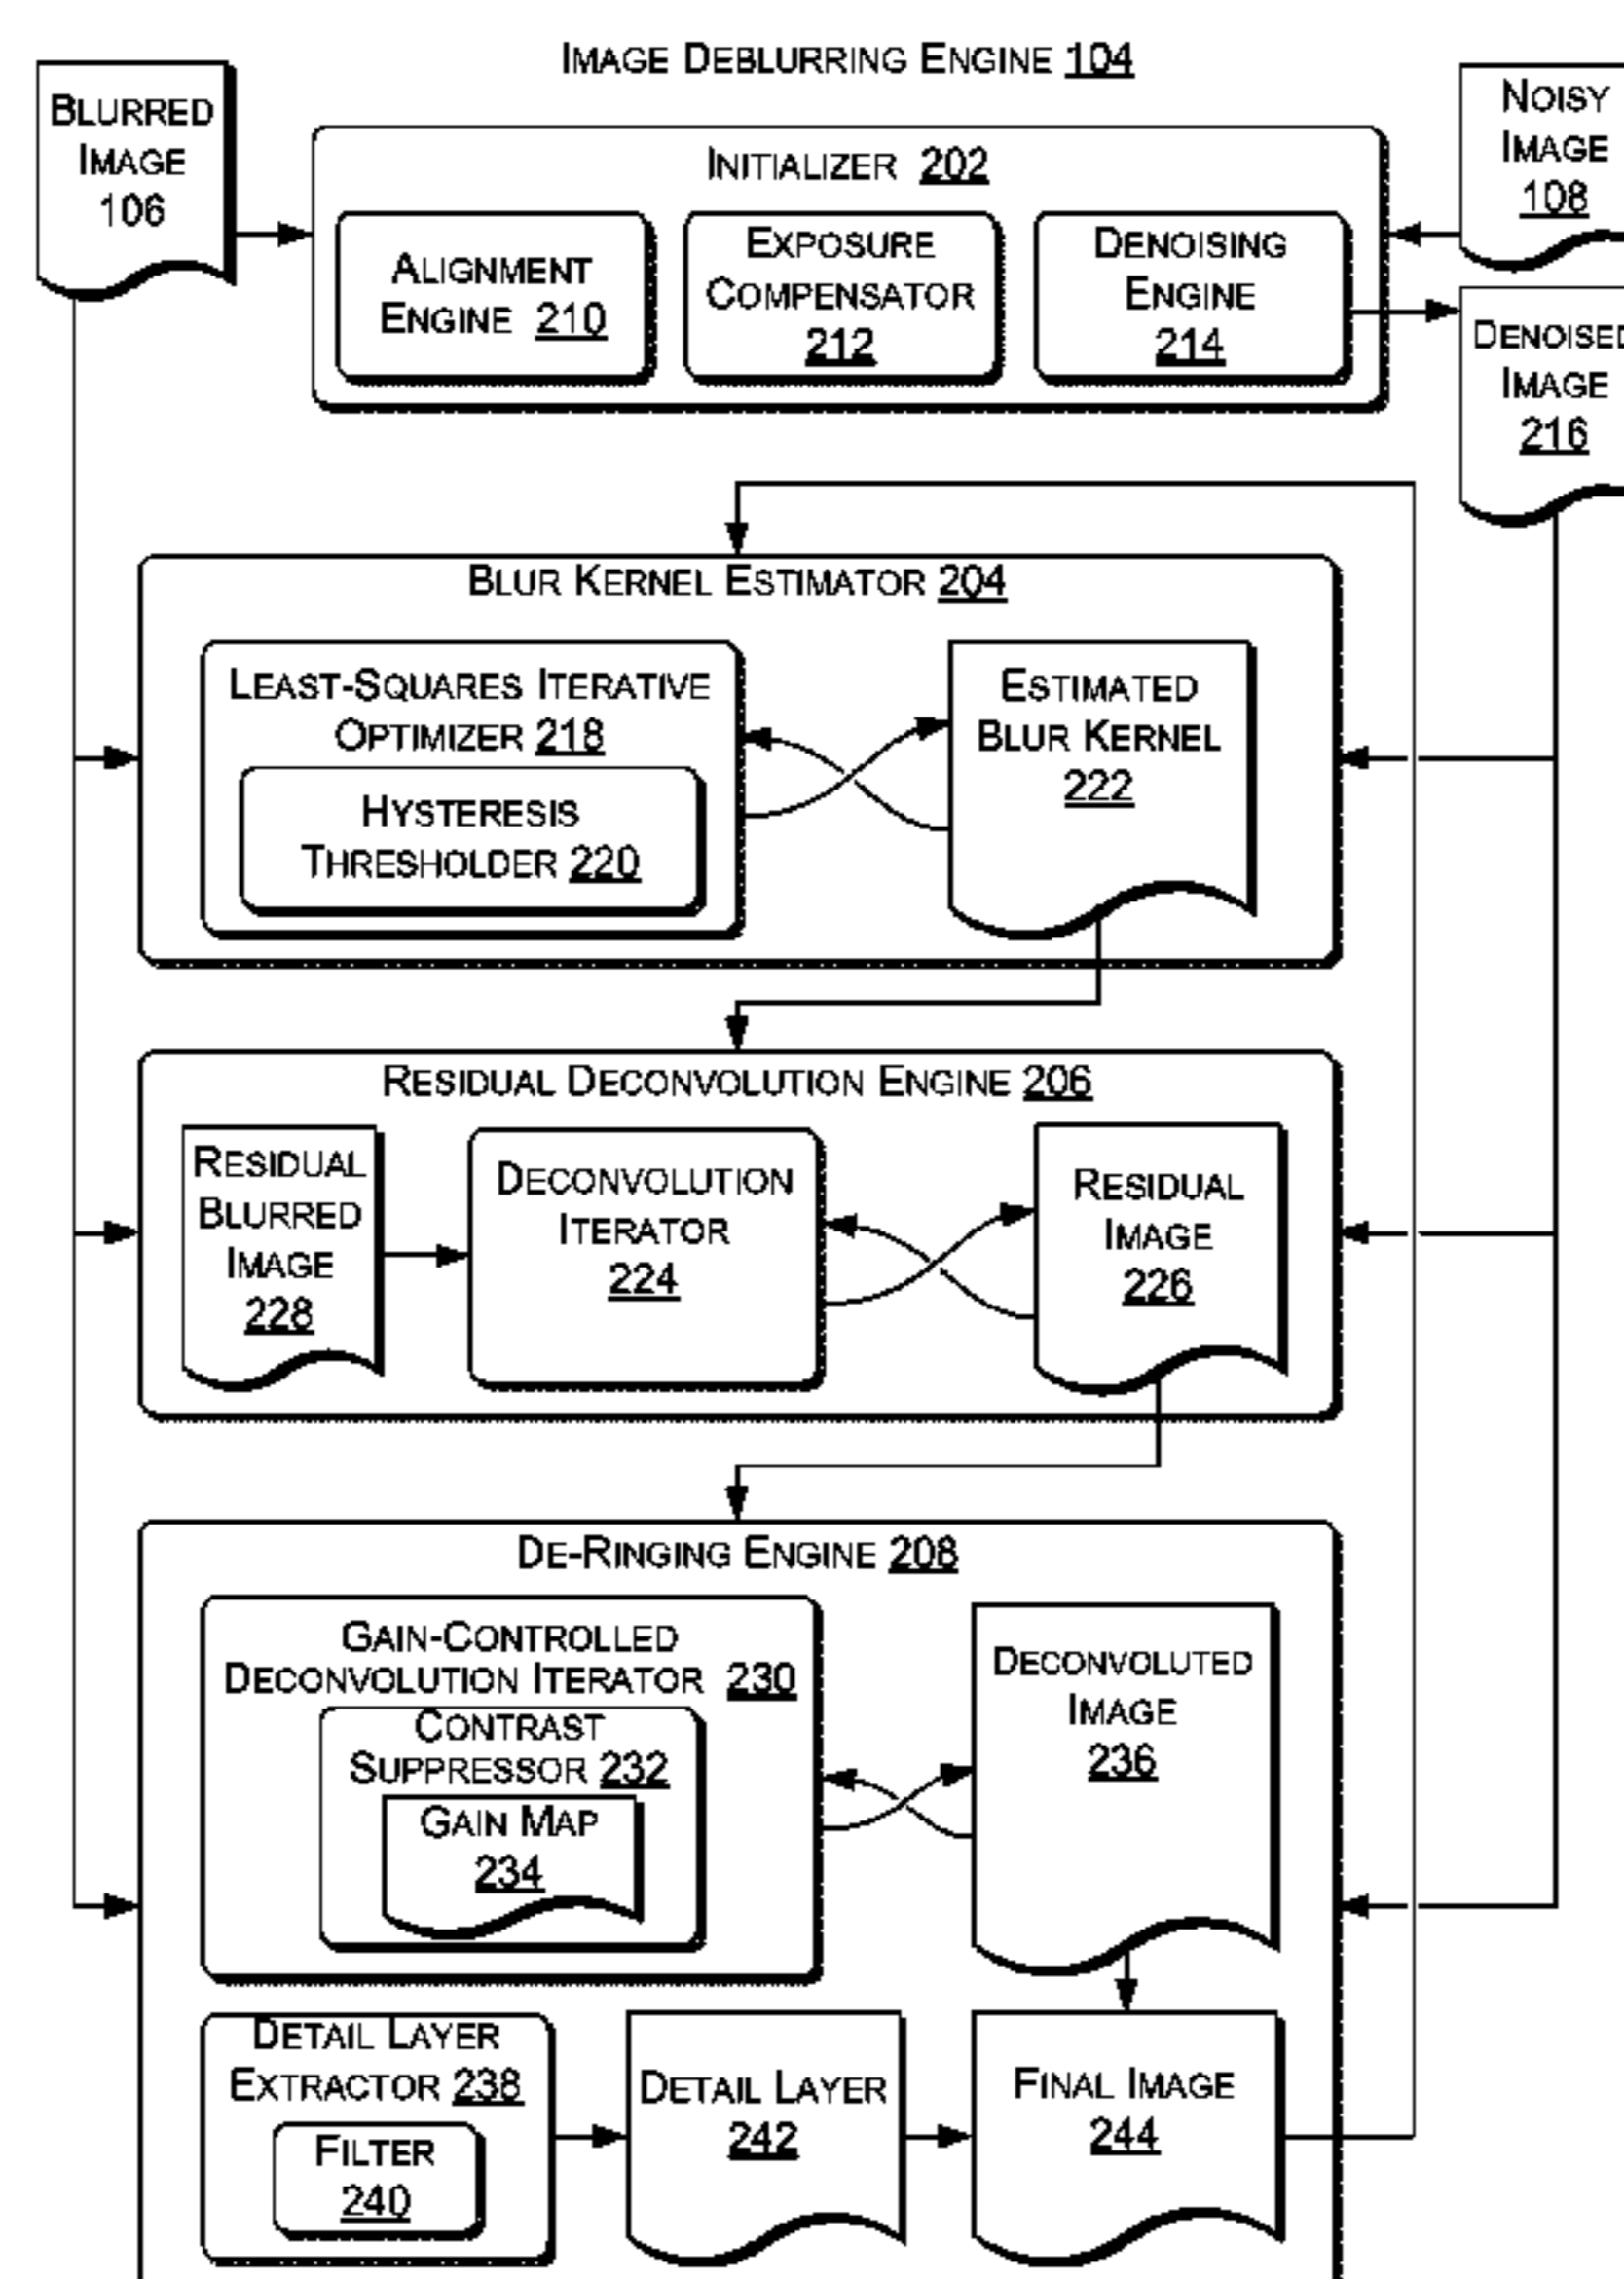 IMAGE DEBLURRING ENGINE 104
BLURRED
IMAGE
106
INITIALIZER 202
ALIGNMENT
ENGINE 210
EXPOSURE
COMPENSATOR
212
DENOISING
ENGINE
214
NOISY
IMAGE
108
DENOISED
IMAGE
216
BLUR KERNEL ESTIMATOR 204
LEAST-SQUARES ITERATIVE
OPTIMIZER 218
HYSTERESIS
THRESHOLDER 220
ESTIMATED
BLUR KERNEL
222
RESIDUAL DECONVOLUTION ENGINE 206
RESIDUAL
BLURRED
IMAGE
228
DECONVOLUTION
ITERATOR
224
RESIDUAL
IMAGE
226
DE-RINGING ENGINE 208
GAIN-CONTROLLED
DECONVOLUTION ITERATOR 230
CONTRAST
SUPPRESSOR 232
GAIN MAP
234
DECONVOLUTED
IMAGE
236
DETAIL LAYER
EXTRACTOR 238
FILTER
240
DETAIL LAYER
242
FINAL IMAGE
244